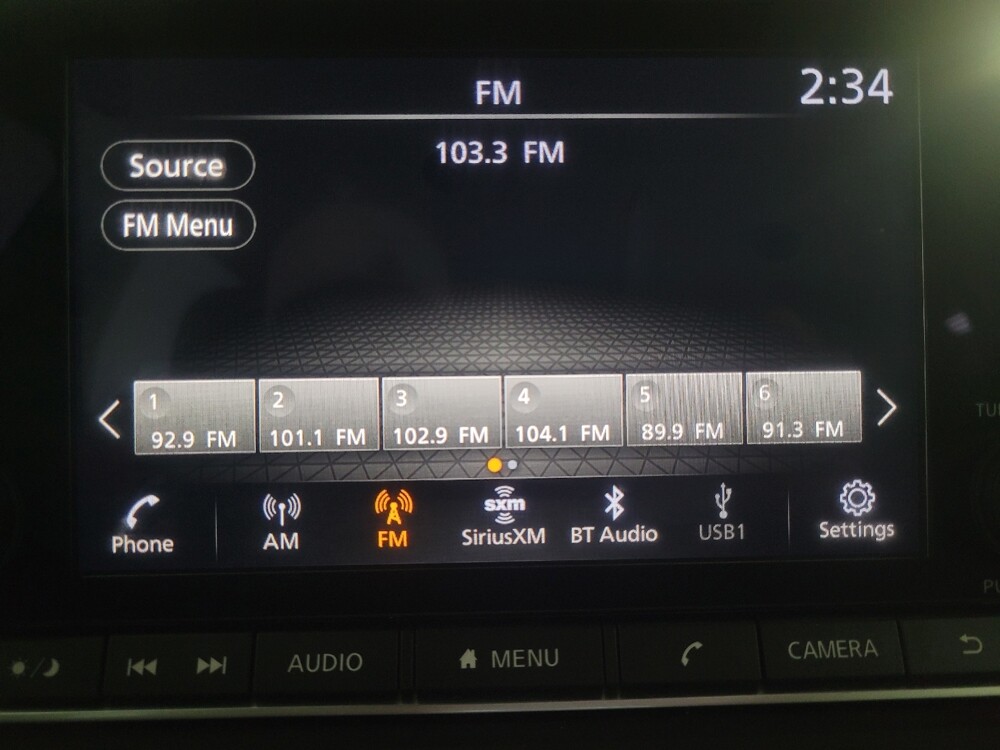 FM 2:34
Source
103.3 FM
FM Menu
1 2 3 4 5 6
92.9 FM 101.1 FM 102.9 FM 104.1 FM 89.9 FM 91.3 FM
sxm
Phone AM FM SiriusXM BT Audio USB1 Settings
AUDIO MENU CAMERA